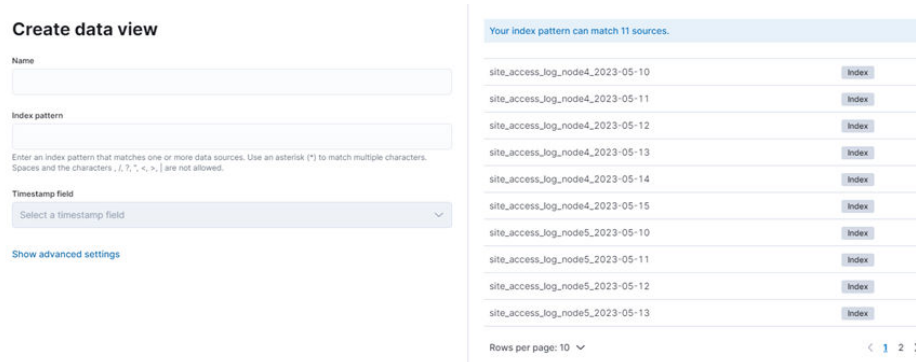 Create data view
Name
Index pattern
Enter an index pattern that matches one or more data sources. Use an asterisk (*) to match multiple characters.
Spaces and the characters , /, ?, ", <, >, | are not allowed.
Timestamp field
Select a timestamp field
Show advanced settings
Your index pattern can match 11 sources.
site_access_log_node4_2023-05-10 Index
site_access_log_node4_2023-05-11 Index
site_access_log_node4_2023-05-12 Index
site_access_log_node4_2023-05-13 Index
site_access_log_node4_2023-05-14 Index
site_access_log_node4_2023-05-15 Index
site_access_log_node5_2023-05-10 Index
site_access_log_node5_2023-05-11 Index
site_access_log_node5_2023-05-12 Index
site_access_log_node5_2023-05-13 Index
Rows per page: 10
1 2